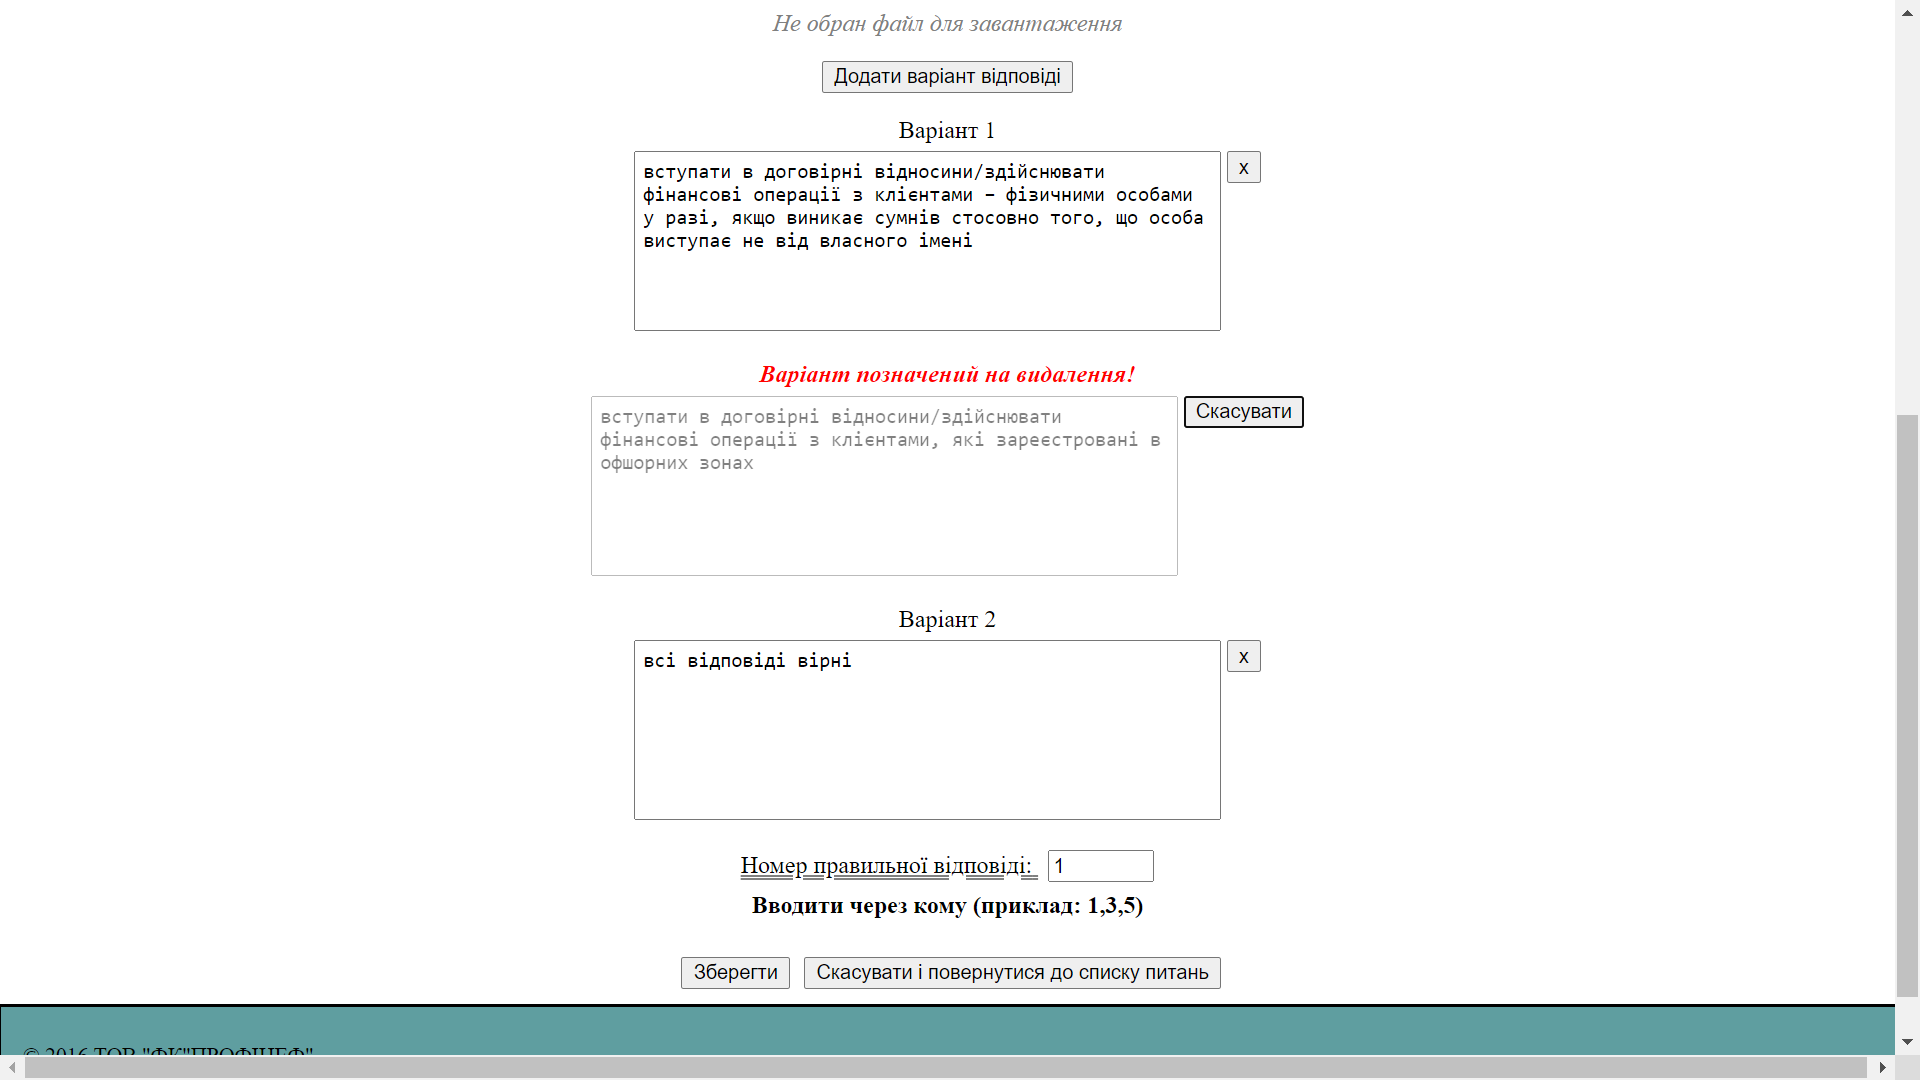 Не обран файл для завантаження
Додати варіант відповіді
Варіант 1
вступати в договірні відносини/здійснювати
фінансові операції з клієнтами – фізичними особами
у разі, якщо виникає сумнів стосовно того, що особа
виступає не від власного імені
x
Варіант позначений на видалення!
вступати в договірні відносини/здійснювати
фінансові операції з клієнтами, які зареєстровані в
офшорних зонах
Скасувати
Варіант 2
всі відповіді вірні
x
Номер правильної відповіді: 1
Вводити через кому (приклад: 1,3,5)
Зберегти Скасувати і повернутися до списку питань
© 2016 ТОВ "ФК"ПРОФІНЕФ"